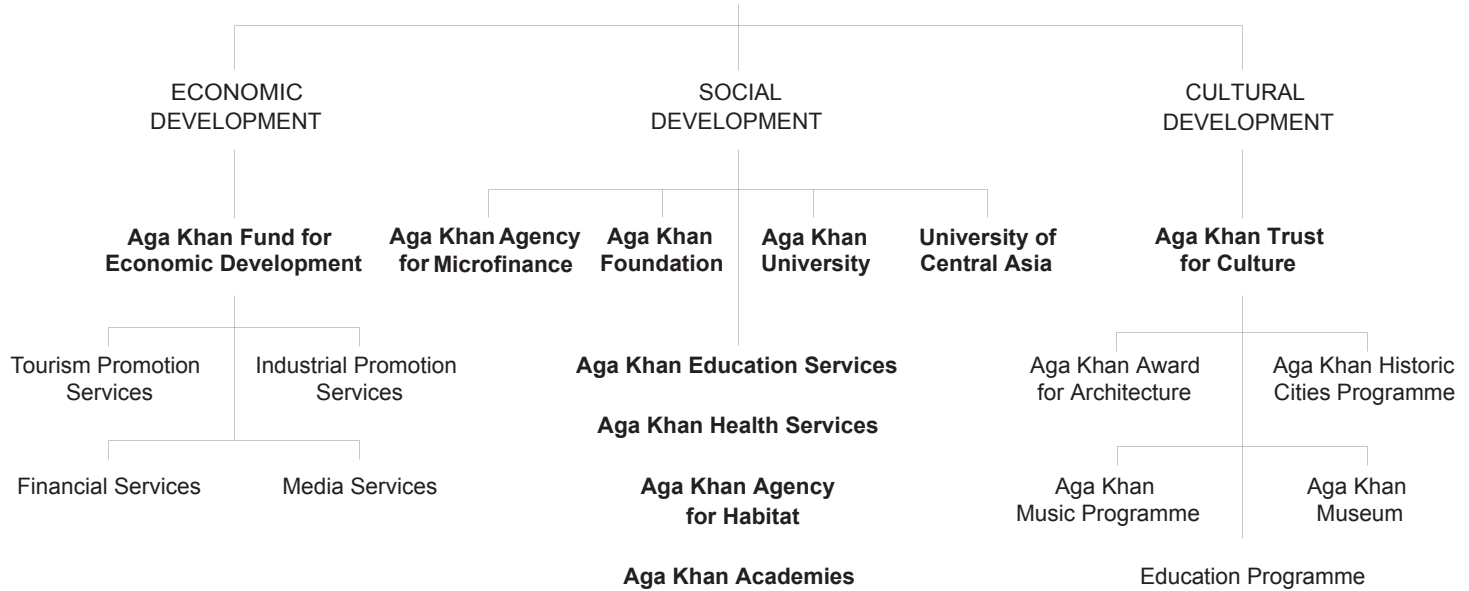 ECONOMIC
DEVELOPMENT
SOCIAL
DEVELOPMENT
CULTURAL
DEVELOPMENT
Aga Khan Fund for
Economic Development
Aga Khan Agency
for Microfinance
Aga Khan
Foundation
Aga Khan
University
University of
Central Asia
Aga Khan Trust
for Culture
Tourism Promotion
Services
Industrial Promotion
Services
Financial Services
Media Services
Aga Khan Education Services
Aga Khan Health Services
Aga Khan Agency
for Habitat
Aga Khan Academies
Aga Khan Award
for Architecture
Aga Khan Historic
Cities Programme
Aga Khan
Music Programme
Aga Khan
Museum
Education Programme